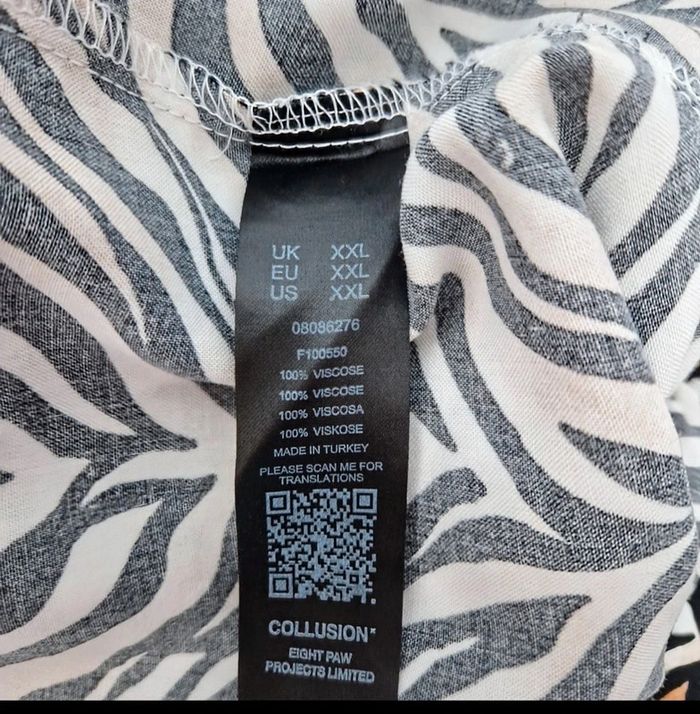 UK XXL
EU XXL
US XXL
08086276
F100550
100% VISCOSE
100% VISCOSE
100% VISCOSA
100% VISKOSE
MADE IN TURKEY
PLEASE SCAN ME FOR
TRANSLATIONS
COLLUSION*
EIGHT PAW
PROJECTS LIMITED